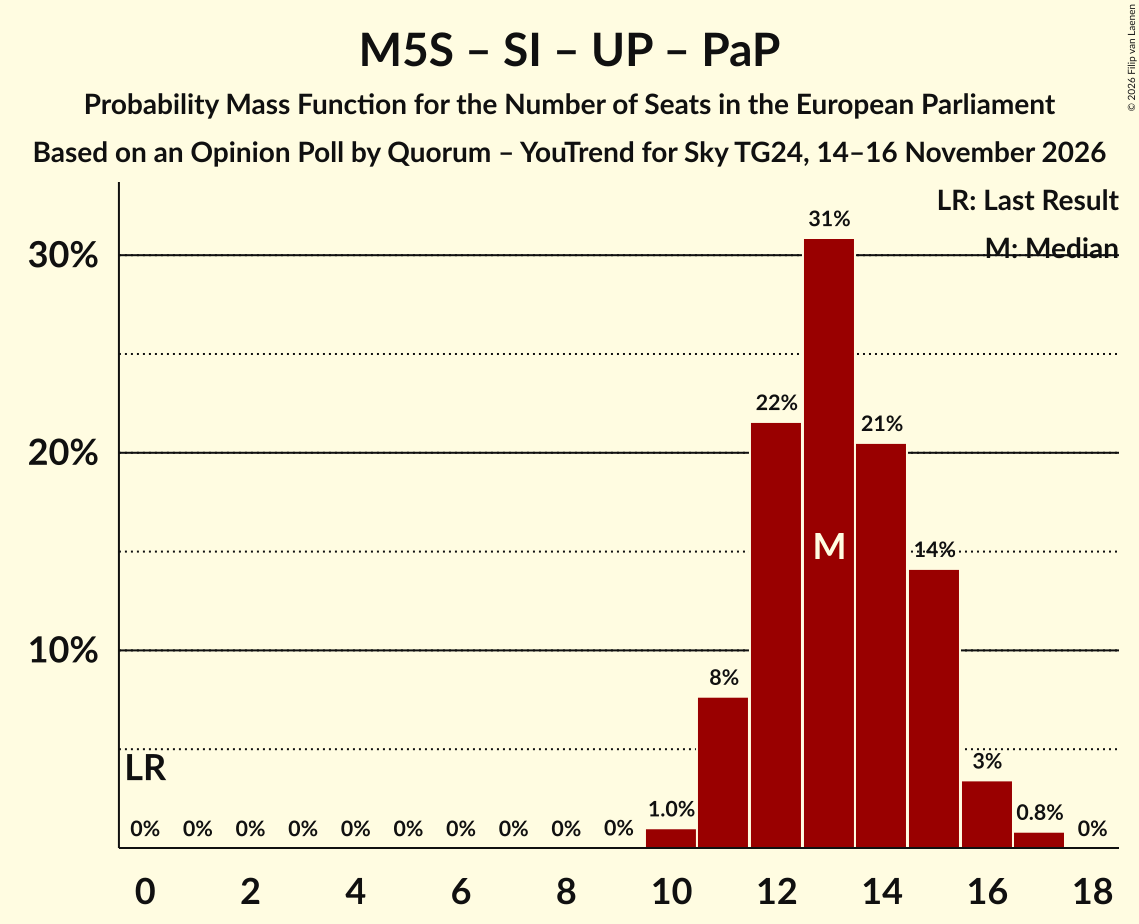 M5S – SI – UP – PaP
Probability Mass Function for the Number of Seats in the European Parliament
Based on an Opinion Poll by Quorum – YouTrend for Sky TG24, 14–16 November 2026
© 2026 Filip van Laenen
LR: Last Result
M: Median
30%
20%
10%
31%
22%
21%
14%
8%
3%
1.0%
0.8%
0%
M
LR
0% 0% 0% 0% 0% 0% 0% 0% 0% 0%
0 2 4 6 8 10 12 14 16 18